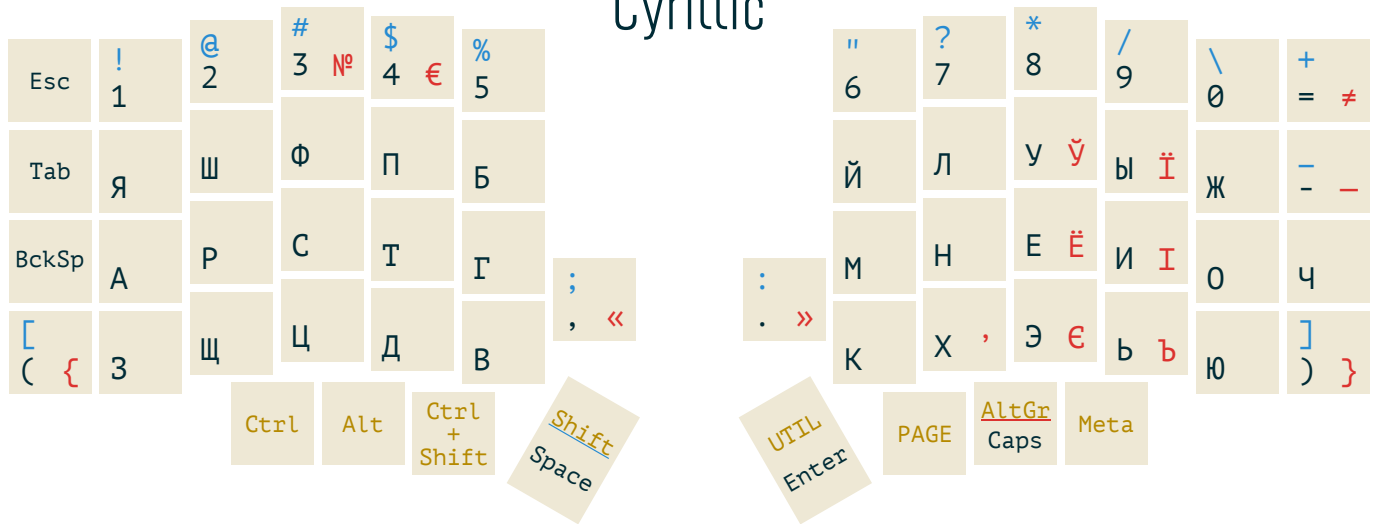 Cyrillic
! @ # $ % " ? * / \ +
Esc 1 2 3 № 4 € 5 6 7 8 9 0 = ≠
Tab Я Ш Ф П Б Й Л У Ў Ы Ї Ж _ - —
BckSp А Р С Т Г ; , « : . » М Н Е Ё И І О Ч
[ ( { З Щ Ц Д В К Х ʼ Э Є Ь Ъ Ю ] ) }
Ctrl Alt Ctrl + Shift Shift Space UTIL Enter PAGE AltGr Caps Meta